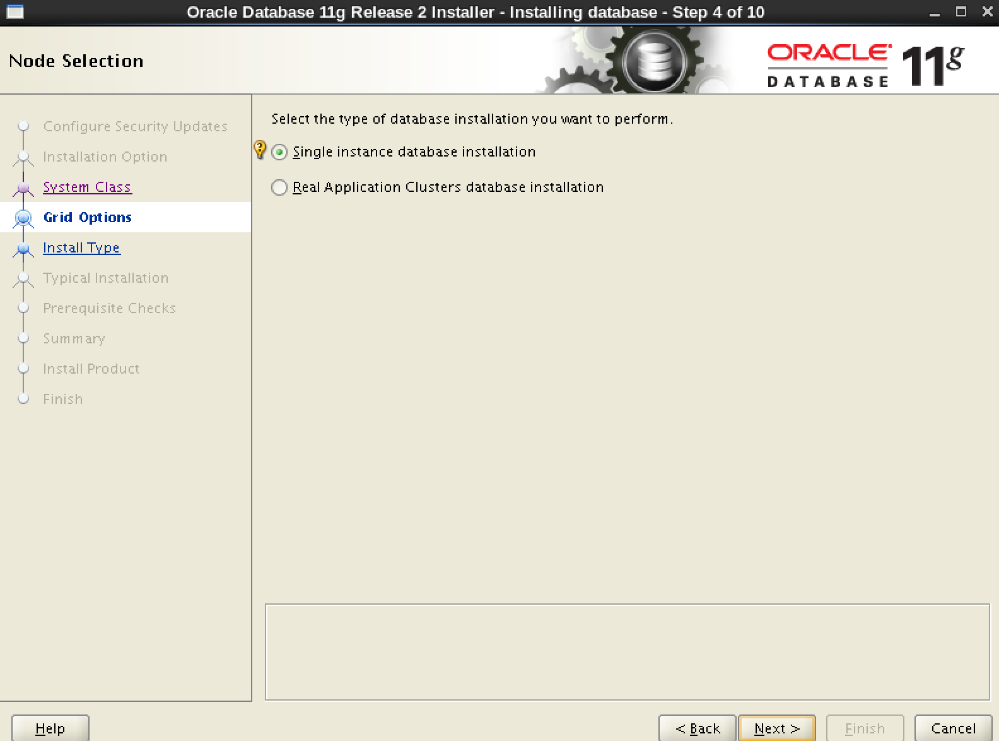 Oracle Database 11g Release 2 Installer - Installing database - Step 4 of 10
Node Selection
ORACLE
DATABASE
11g
Configure Security Updates
Installation Option
System Class
Grid Options
Install Type
Typical Installation
Prerequisite Checks
Summary
Install Product
Finish
Select the type of database installation you want to perform.
Single instance database installation
Real Application Clusters database installation
Help
< Back
Next >
Finish
Cancel